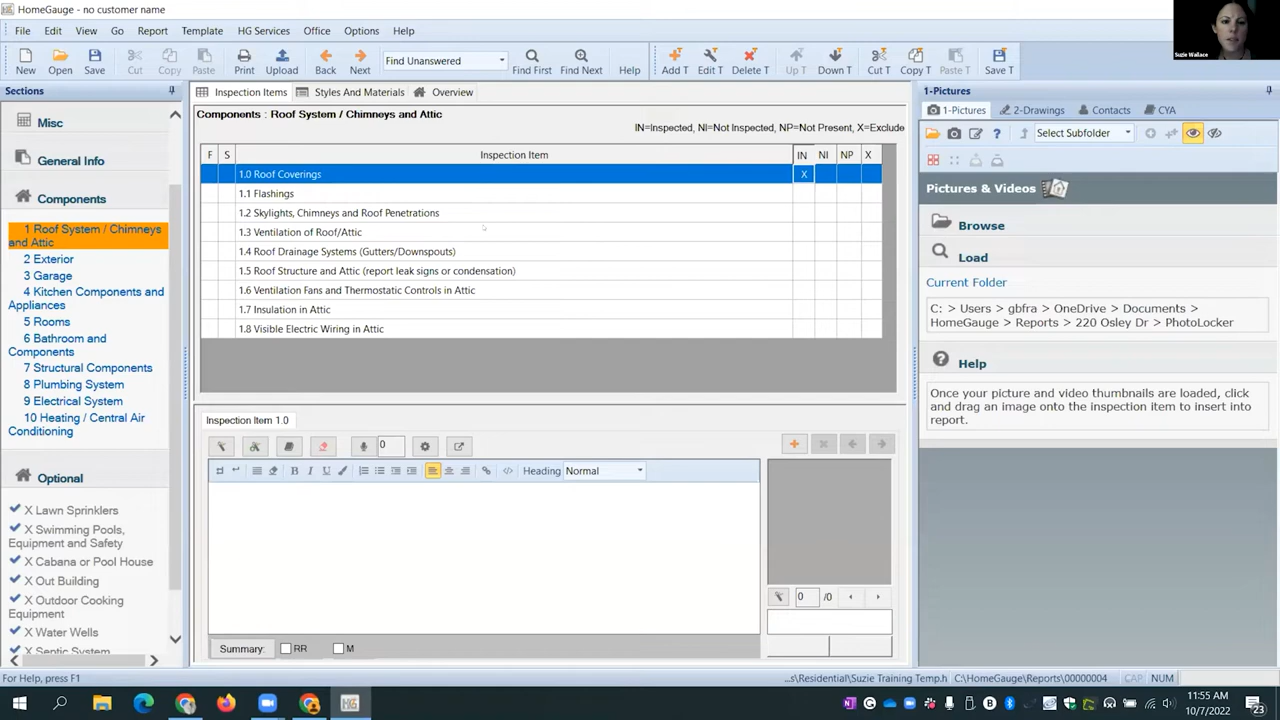 HomeGauge - no customer name
Suzie Wallace
File Edit View Go Report Template HG Services Office Options Help
New Open Save Cut Copy Paste Print Upload Back Next Find Unanswered Find First Find Next Help Add T Edit T Delete T Up T Down T Cut T Copy T Paste T Save T
Sections
Misc
General Info
Components
1 Roof System / Chimneys
and Attic
2 Exterior
3 Garage
4 Kitchen Components and
Appliances
5 Rooms
6 Bathroom and
Components
7 Structural Components
8 Plumbing System
9 Electrical System
10 Heating / Central Air
Conditioning
Optional
X Lawn Sprinklers
X Swimming Pools,
Equipment and Safety
X Cabana or Pool House
X Out Building
X Outdoor Cooking
Equipment
X Water Wells
X Septic System
Inspection Items Styles And Materials Overview
Components : Roof System / Chimneys and Attic
IN=Inspected, NI=Not Inspected, NP=Not Present, X=Exclude
F S Inspection Item IN NI NP X
1.0 Roof Coverings X
1.1 Flashings
1.2 Skylights, Chimneys and Roof Penetrations
1.3 Ventilation of Roof/Attic
1.4 Roof Drainage Systems (Gutters/Downspouts)
1.5 Roof Structure and Attic (report leak signs or condensation)
1.6 Ventilation Fans and Thermostatic Controls in Attic
1.7 Insulation in Attic
1.8 Visible Electric Wiring in Attic
Inspection Item 1.0
0
B I U Heading Normal
0 /0
Summary: RR M
1-Pictures
1-Pictures 2-Drawings Contacts CYA
Select Subfolder
Pictures & Videos
Browse
Load
Current Folder
C: > Users > gbfra > OneDrive > Documents >
HomeGauge > Reports > 220 Osley Dr > PhotoLocker
Help
Once your picture and video thumbnails are loaded, click
and drag an image onto the inspection item to insert into
report.
For Help, press F1 ...s\Residential\Suzie Training Temp.h C:\HomeGauge\Reports\00000004 CAP NUM
11:55 AM
10/7/2022
23